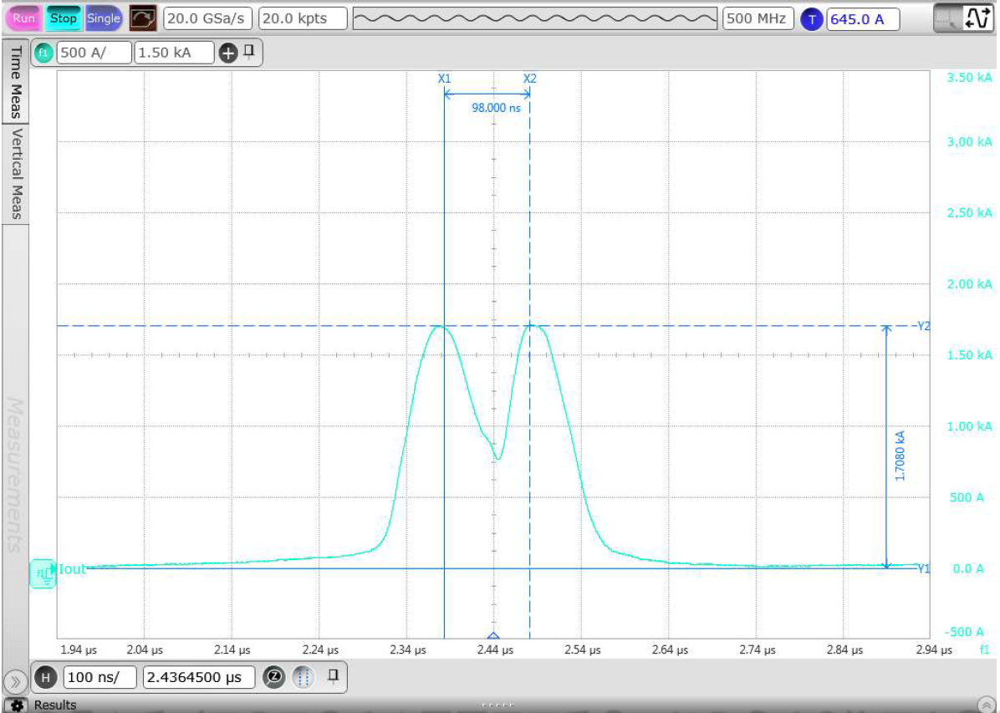 Run Stop Single 20.0 GSa/s 20.0 kpts 500 MHz T 645.0 A
f1 500 A/ 1.50 kA
Time Meas
Vertical Meas
Measurements
X1 X2
98.000 ns
3.50 kA
3.00 kA
2.50 kA
2.00 kA
Y2
1.50 kA
1.00 kA
1.7080 kA
500 A
Iout
Y1
0.0 A
-500 A
1.94 µs 2.04 µs 2.14 µs 2.24 µs 2.34 µs 2.44 µs 2.54 µs 2.64 µs 2.74 µs 2.84 µs 2.94 µs f1
H 100 ns/ 2.4364500 µs Z
Results